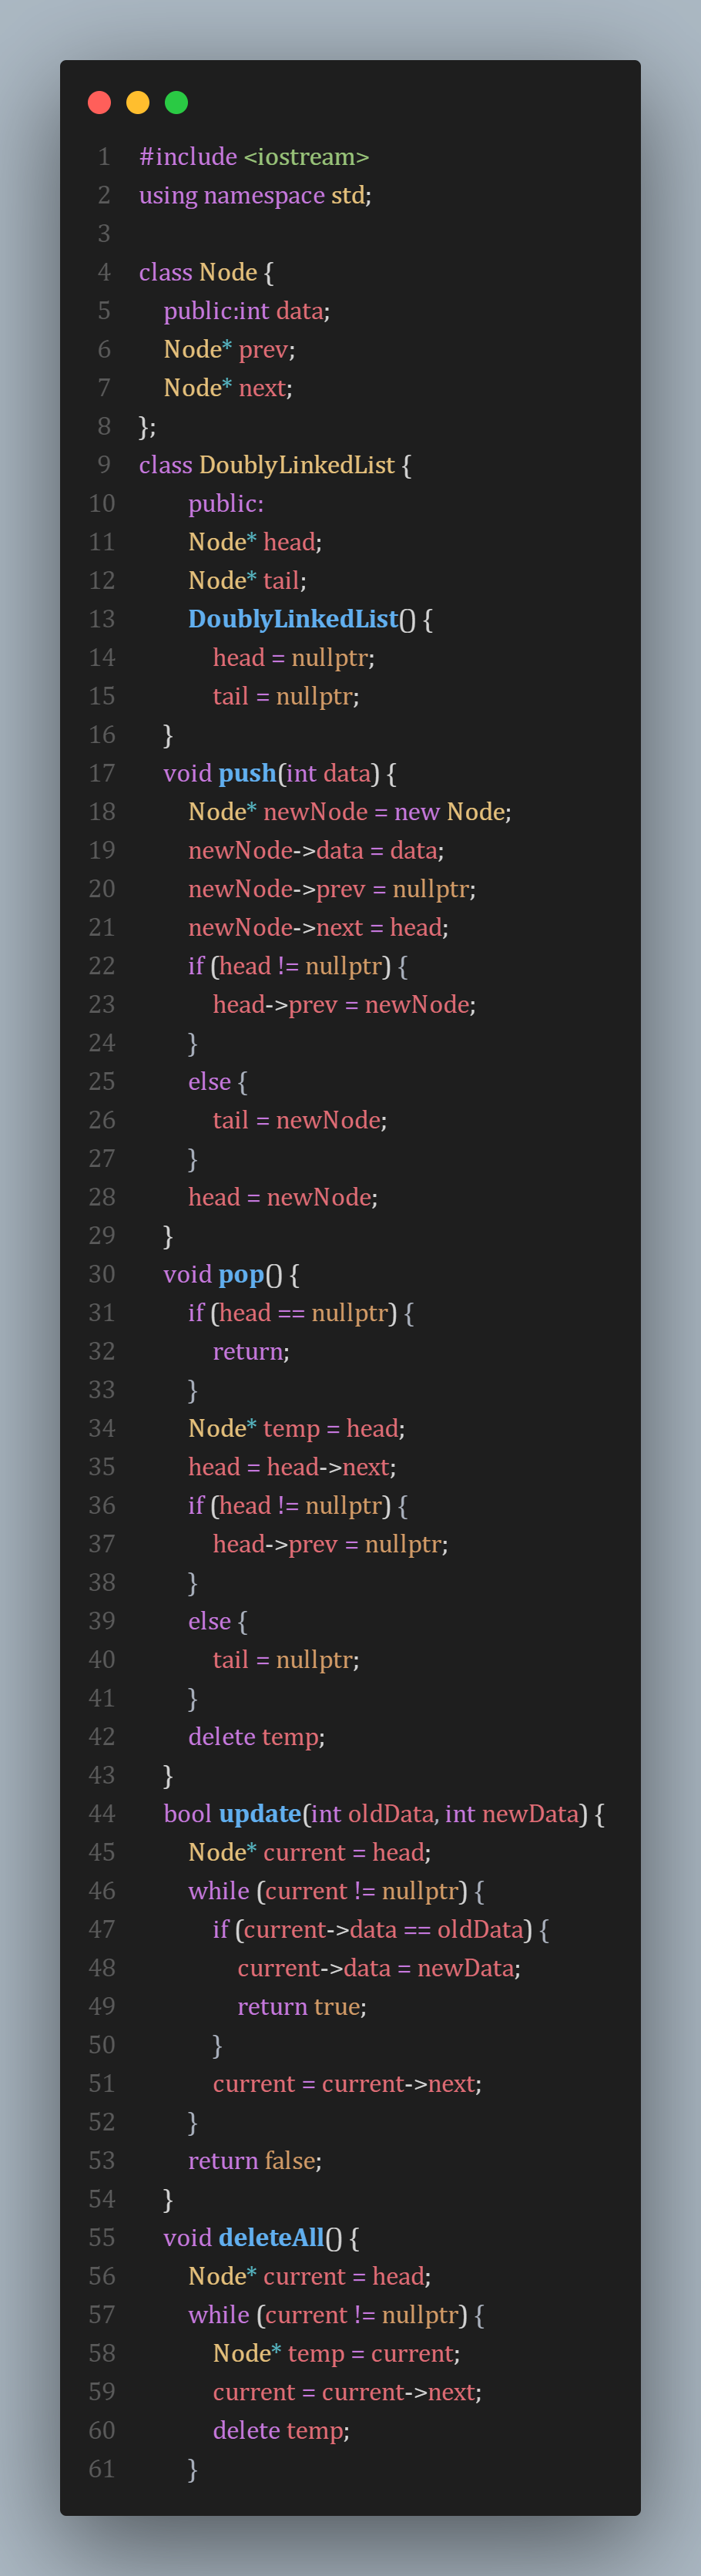 1 #include <iostream>
2 using namespace std;
3
4 class Node {
5     public:int data;
6     Node* prev;
7     Node* next;
8 };
9 class DoublyLinkedList {
10         public:
11         Node* head;
12         Node* tail;
13         DoublyLinkedList() {
14             head = nullptr;
15             tail = nullptr;
16     }
17     void push(int data) {
18         Node* newNode = new Node;
19         newNode->data = data;
20         newNode->prev = nullptr;
21         newNode->next = head;
22         if (head != nullptr) {
23             head->prev = newNode;
24         }
25         else {
26             tail = newNode;
27         }
28         head = newNode;
29     }
30     void pop() {
31         if (head == nullptr) {
32             return;
33         }
34         Node* temp = head;
35         head = head->next;
36         if (head != nullptr) {
37             head->prev = nullptr;
38         }
39         else {
40             tail = nullptr;
41         }
42         delete temp;
43     }
44     bool update(int oldData, int newData) {
45         Node* current = head;
46         while (current != nullptr) {
47             if (current->data == oldData) {
48                 current->data = newData;
49                 return true;
50             }
51             current = current->next;
52         }
53         return false;
54     }
55     void deleteAll() {
56         Node* current = head;
57         while (current != nullptr) {
58             Node* temp = current;
59             current = current->next;
60             delete temp;
61         }